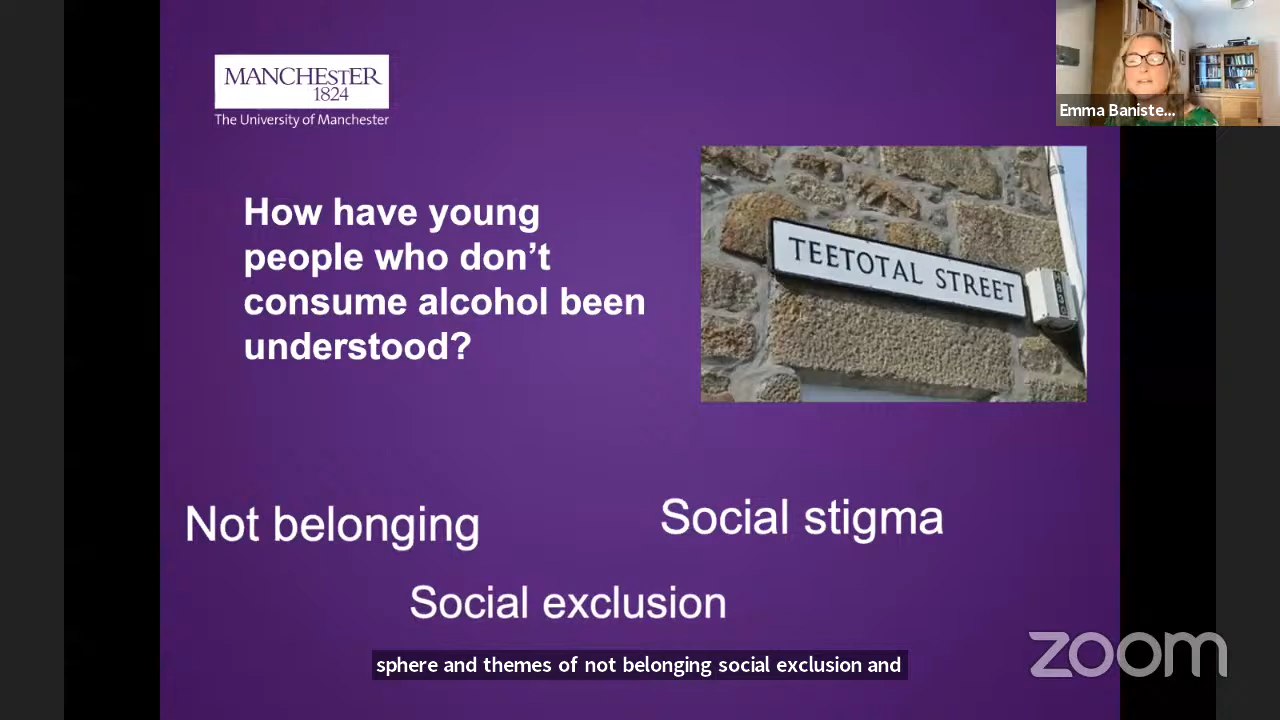 MANCHESTER
1824
The University of Manchester
Emma Baniste...
How have young
people who don’t
consume alcohol been
understood?
TEETOTAL STREET
Not belonging
Social stigma
Social exclusion
sphere and themes of not belonging social exclusion and
zoom